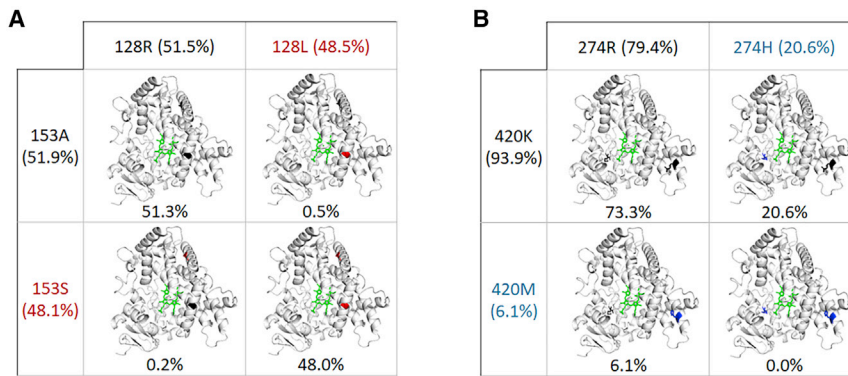 A
128R (51.5%)
128L (48.5%)
153A
(51.9%)
51.3%
0.5%
153S
(48.1%)
0.2%
48.0%
B
274R (79.4%)
274H (20.6%)
420K
(93.9%)
73.3%
20.6%
420M
(6.1%)
6.1%
0.0%